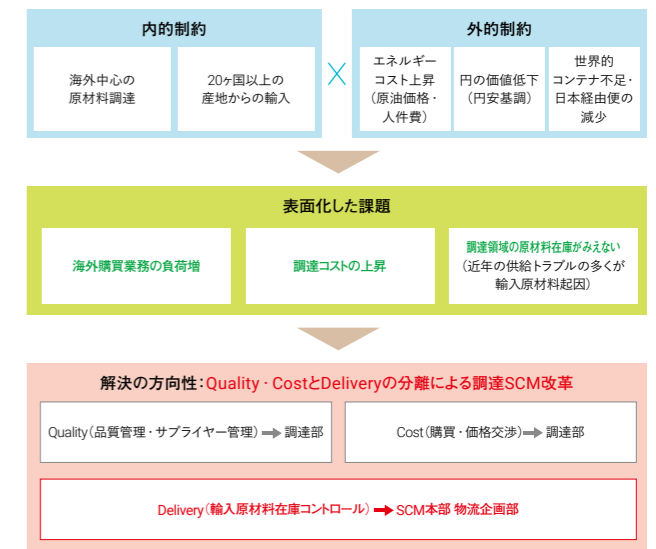 内的制約
海外中心の
原材料調達
20ヶ国以上の
産地からの輸入
×
外的制約
エネルギー
コスト上昇
(原油価格・
人件費)
円の価値低下
(円安基調)
世界的
コンテナ不足・
日本経由便の
減少
表面化した課題
海外購買業務の負荷増
調達コストの上昇
調達領域の原材料在庫がみえない
(近年の供給トラブルの多くが
輸入原材料起因)
解決の方向性:Quality・CostとDeliveryの分離による調達SCM改革
Quality(品質管理・サプライヤー管理)➡調達部
Cost(購買・価格交渉)➡調達部
Delivery(輸入原材料在庫コントロール)➡SCM本部 物流企画部